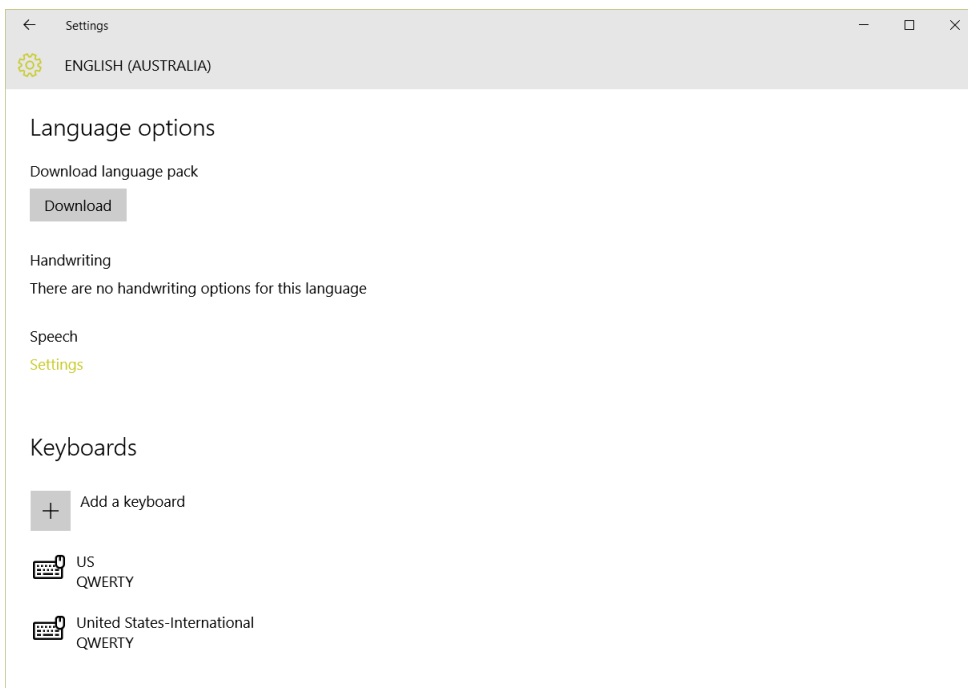 Settings
ENGLISH (AUSTRALIA)
Language options
Download language pack
Download
Handwriting
There are no handwriting options for this language
Speech
Settings
Keyboards
Add a keyboard
US
QWERTY
United States-International
QWERTY